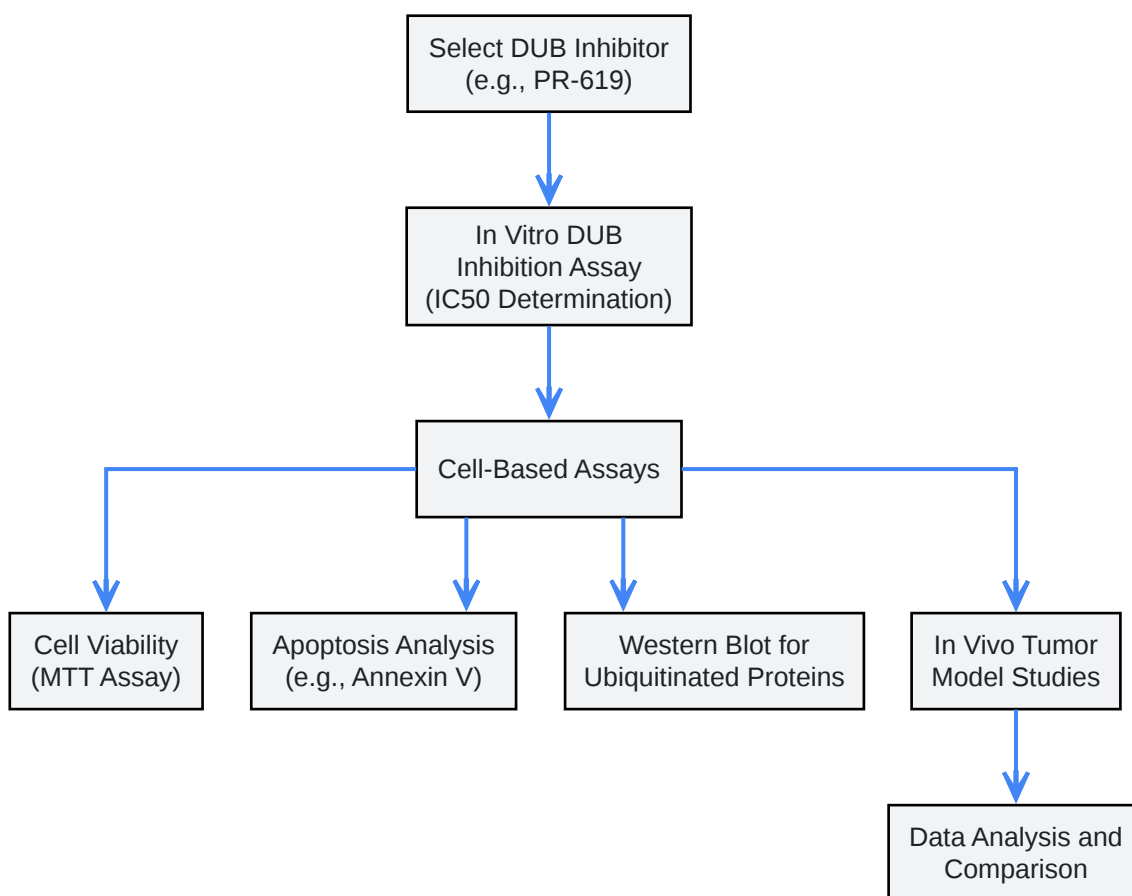 Select DUB Inhibitor
(e.g., PR-619)
In Vitro DUB
Inhibition Assay
(IC50 Determination)
Cell-Based Assays
Cell Viability
(MTT Assay)
Apoptosis Analysis
(e.g., Annexin V)
Western Blot for
Ubiquitinated Proteins
In Vivo Tumor
Model Studies
Data Analysis and
Comparison